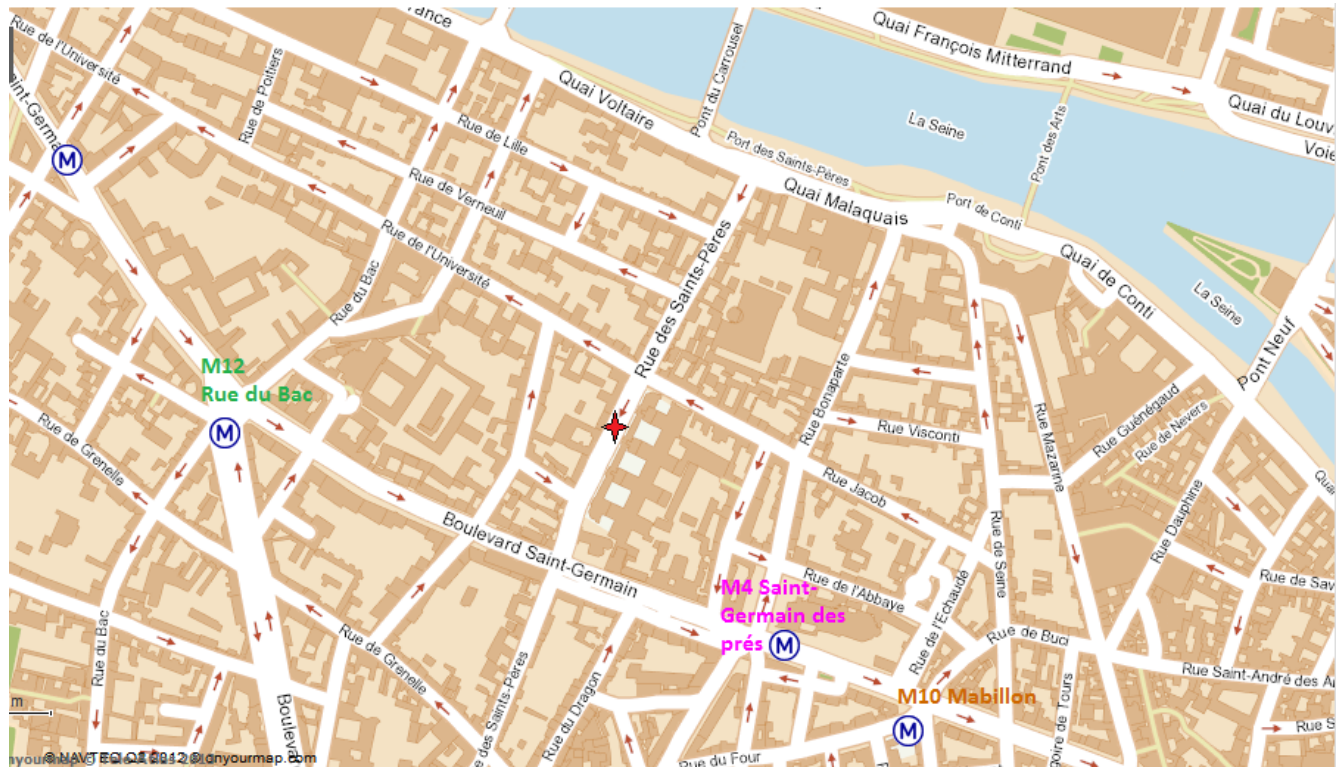 Rue de l'Université
Rue de Poitiers
Quai Voltaire
Pont du Carrousel
Quai François Mitterrand
Quai du Louv
Voie
La Seine
Pont des Arts
Port des Saints-Pères
Rue de Lille
Rue de Verneuil
Rue de l'Université
Quai Malaquais
Port de Conti
Quai de Conti
La Seine
Pont Neuf
M
Rue du Bac
Rue des Saints-Pères
M12
Rue du Bac
M
Rue de Grenelle
Rue Bonaparte
Rue Visconti
Rue Jacob
Rue Mazarine
Rue Guénégaud
Rue de Nevers
Rue Dauphine
Boulevard Saint-Germain
Rue de Seine
Rue de l'Abbaye
Rue de l'Echaudé
M4 Saint-
Germain des
prés
M
Rue de Buci
Rue de Sav
Rue Saint-André des A
Rue du Bac
Rue de Grenelle
Rue du Dragon
M10 Mabillon
M
Rue du Four
Rue S
m